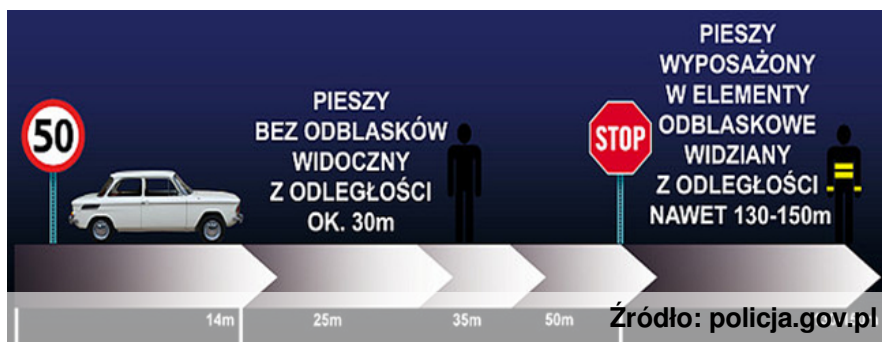 50
PIESZY
BEZ ODBLASKÓW
WIDOCZNY
Z ODLEGŁOŚCI
OK. 30m
STOP
PIESZY
WYPOSAŻONY
W ELEMENTY
ODBLASKOWE
WIDZIANY
Z ODLEGŁOŚCI
NAWET 130-150m
14m
25m
35m
50m
Źródło: policja.gov.pl